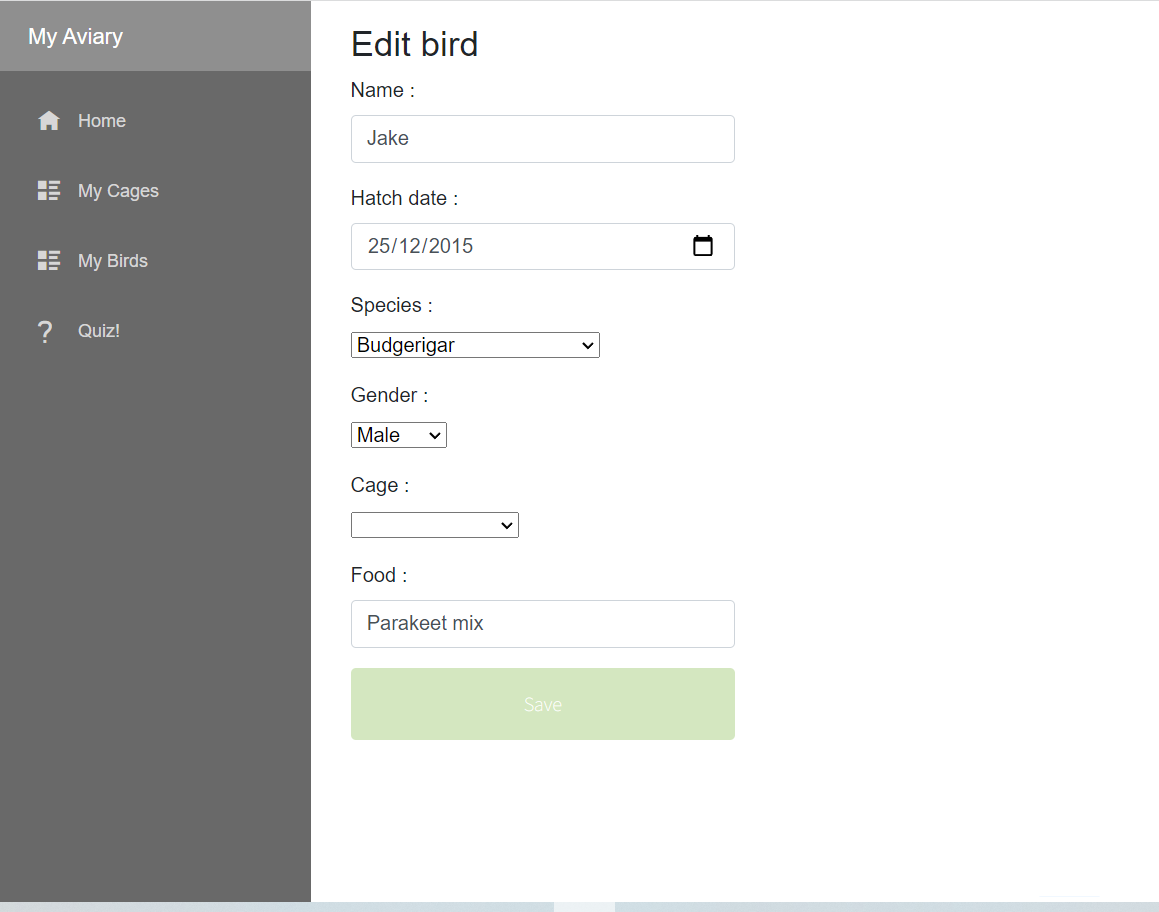 My Aviary
Home
My Cages
My Birds
Quiz!
Edit bird
Name :
Jake
Hatch date :
25/12/2015
Species :
Budgerigar
Gender :
Male
Cage :
Food :
Parakeet mix
Save